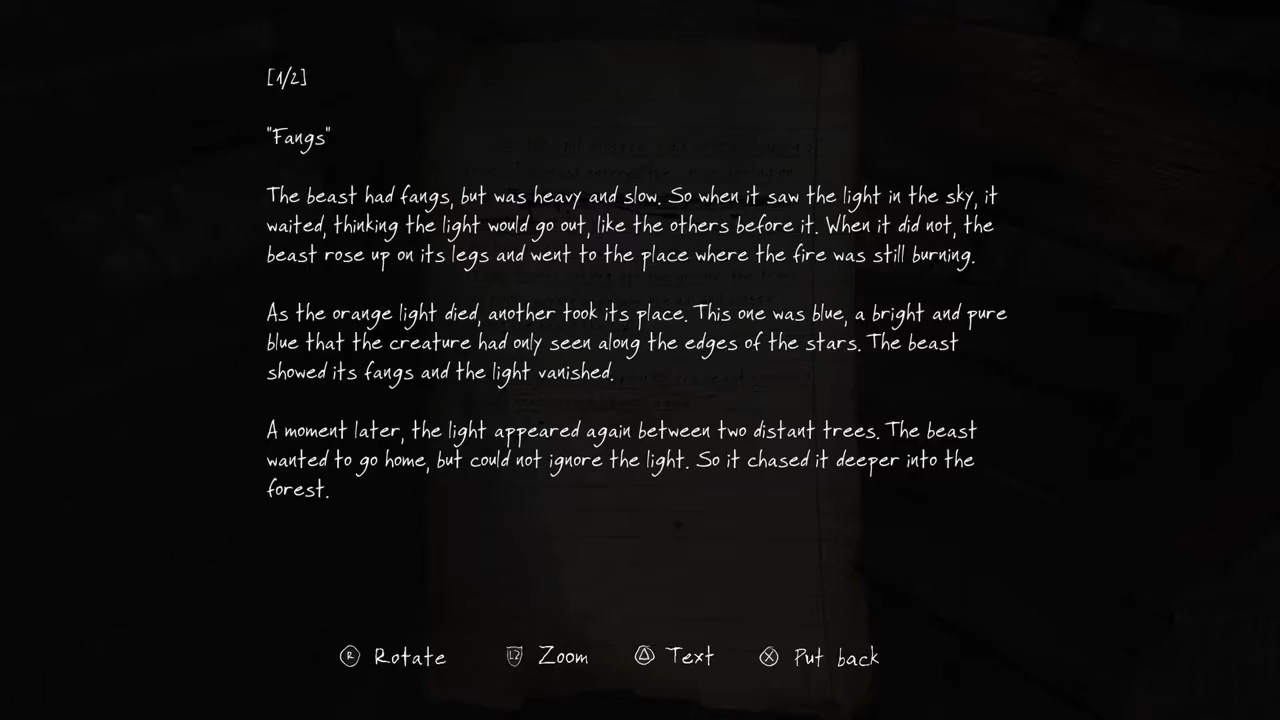 [1/2]
"Fangs"
The beast had fangs, but was heavy and slow. So when it saw the light in the sky, it
waited, thinking the light would go out, like the others before it. When it did not, the
beast rose up on its legs and went to the place where the fire was still burning.
As the orange light died, another took its place. This one was blue, a bright and pure
blue that the creature had only seen along the edges of the stars. The beast
showed its fangs and the light vanished.
A moment later, the light appeared again between two distant trees. The beast
wanted to go home, but could not ignore the light. So it chased it deeper into the
forest.
R Rotate L2 Zoom Text Put back